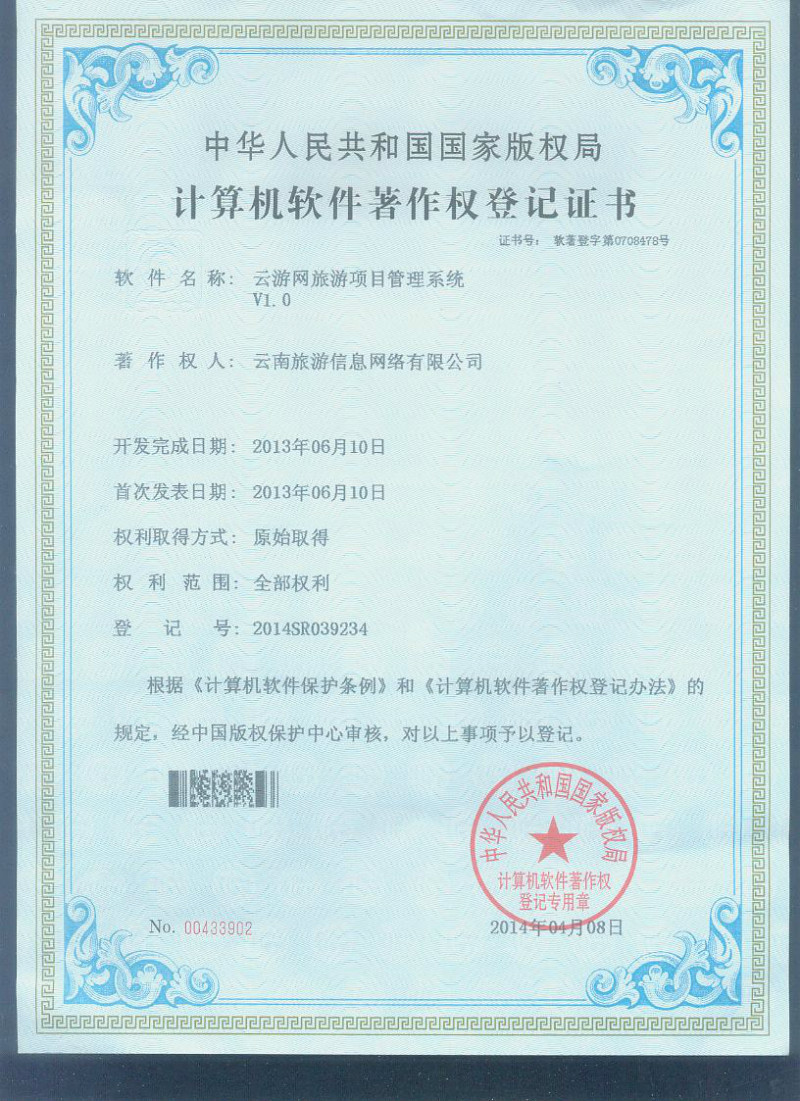 中华人民共和国国家版权局
计算机软件著作权登记证书
证书号： 软著登字第0708478号
软件名称： 云游网旅游项目管理系统
V1.0
著作权人： 云南旅游信息网络有限公司
开发完成日期： 2013年06月10日
首次发表日期： 2013年06月10日
权利取得方式： 原始取得
权利范围： 全部权利
登记号： 2014SR039234
根据《计算机软件保护条例》和《计算机软件著作权登记办法》的
规定，经中国版权保护中心审核，对以上事项予以登记。
中华人民共和国国家版权局
计算机软件著作权
登记专用章
No. 00433902
2014年04月08日